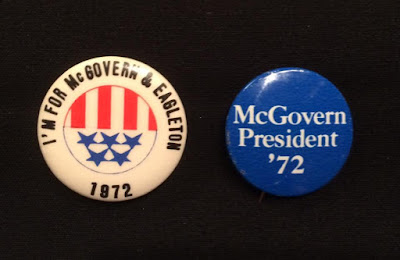 I'M FOR McGOVERN & EAGLETON
1972
McGovern
President
'72